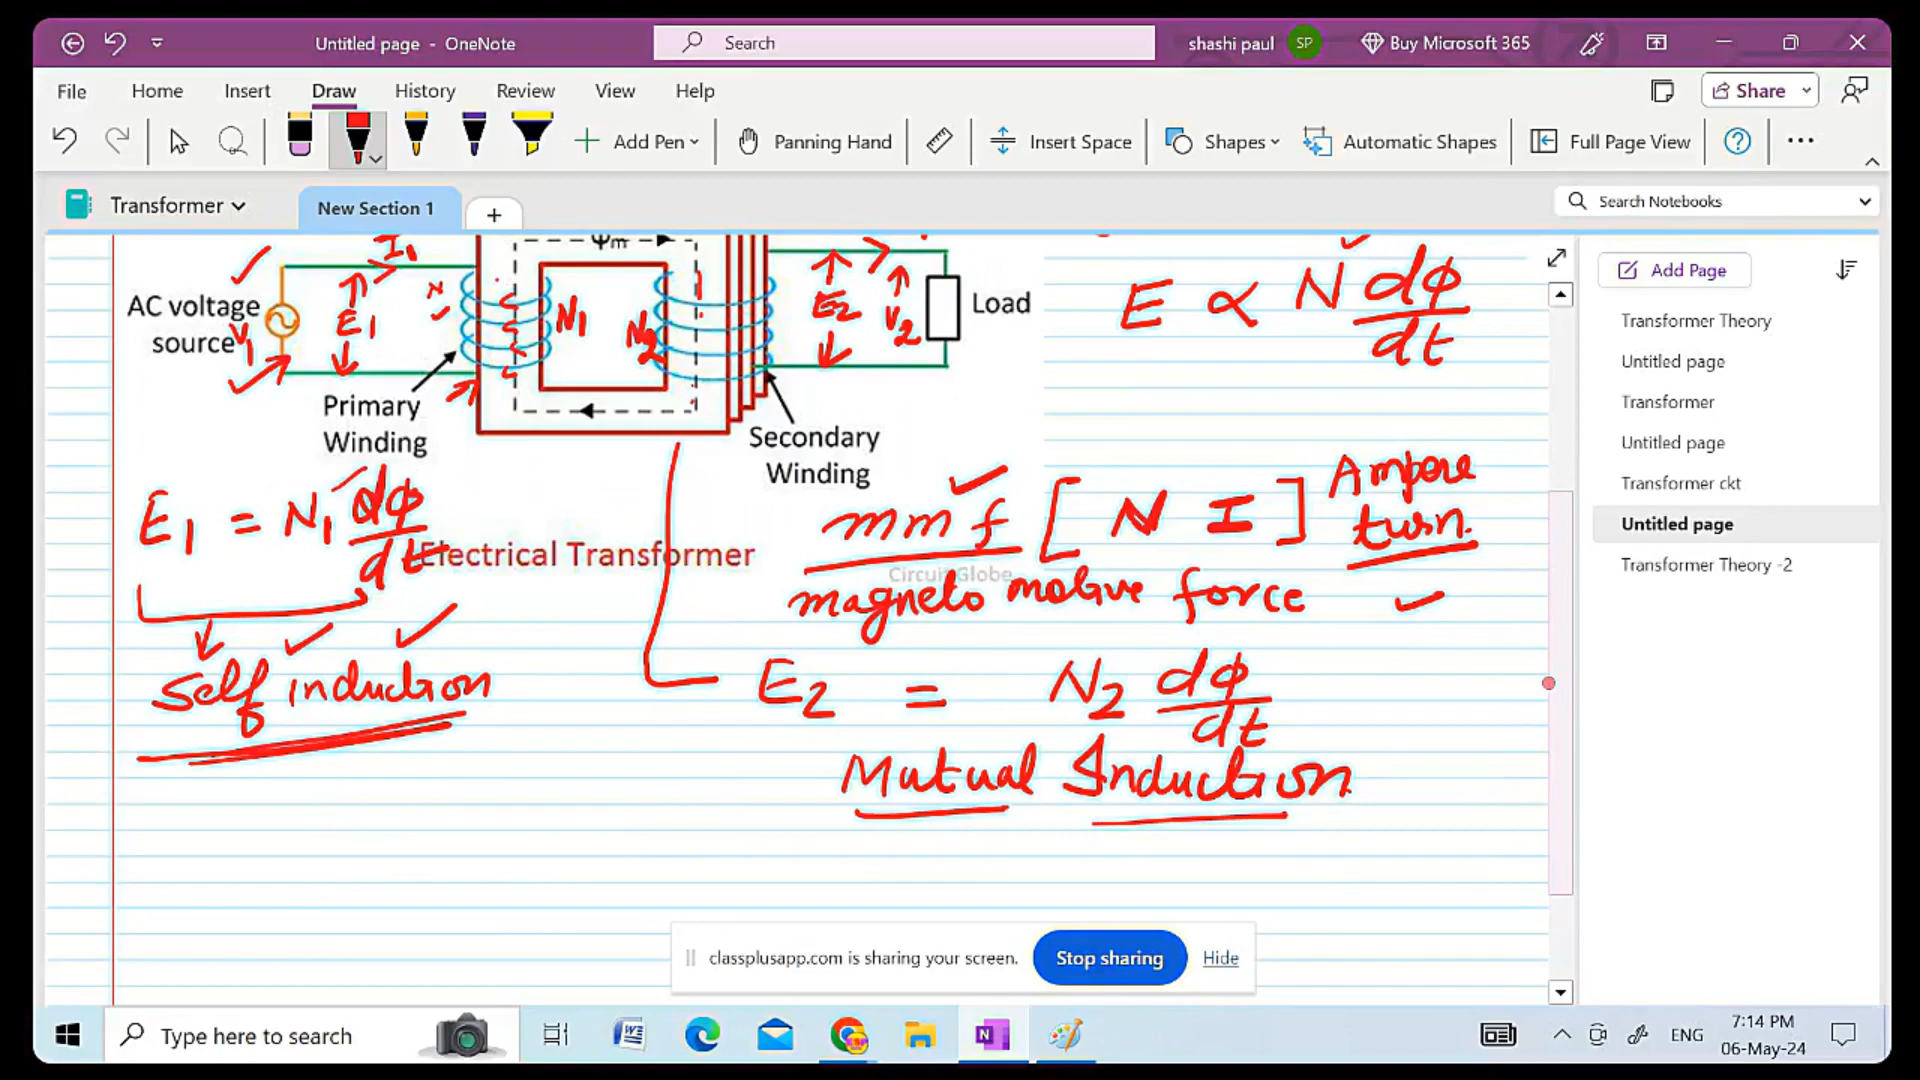 Untitled page - OneNote
Search
shashi paul
SP
Buy Microsoft 365
File
Home
Insert
Draw
History
Review
View
Help
Share
Add Pen
Panning Hand
Insert Space
Shapes
Automatic Shapes
Full Page View
Transformer
New Section 1
Search Notebooks
Add Page
Transformer Theory
Untitled page
Transformer
Untitled page
Transformer ckt
Untitled page
Transformer Theory -2
I1
Φm
AC voltage
source
V1
E1
N1
N2
E2
V2
Load
E ∝ N dφ/dt
Primary
Winding
Secondary
Winding
E1 = N1 dφ/dt
Electrical Transformer
mmf [ N I ] Ampere
turn.
Circuit Globe
magneto motive force
Self induction
E2 = N2 dφ/dt
Mutual Induction
classplusapp.com is sharing your screen.
Stop sharing
Hide
Type here to search
ENG
7:14 PM
06-May-24